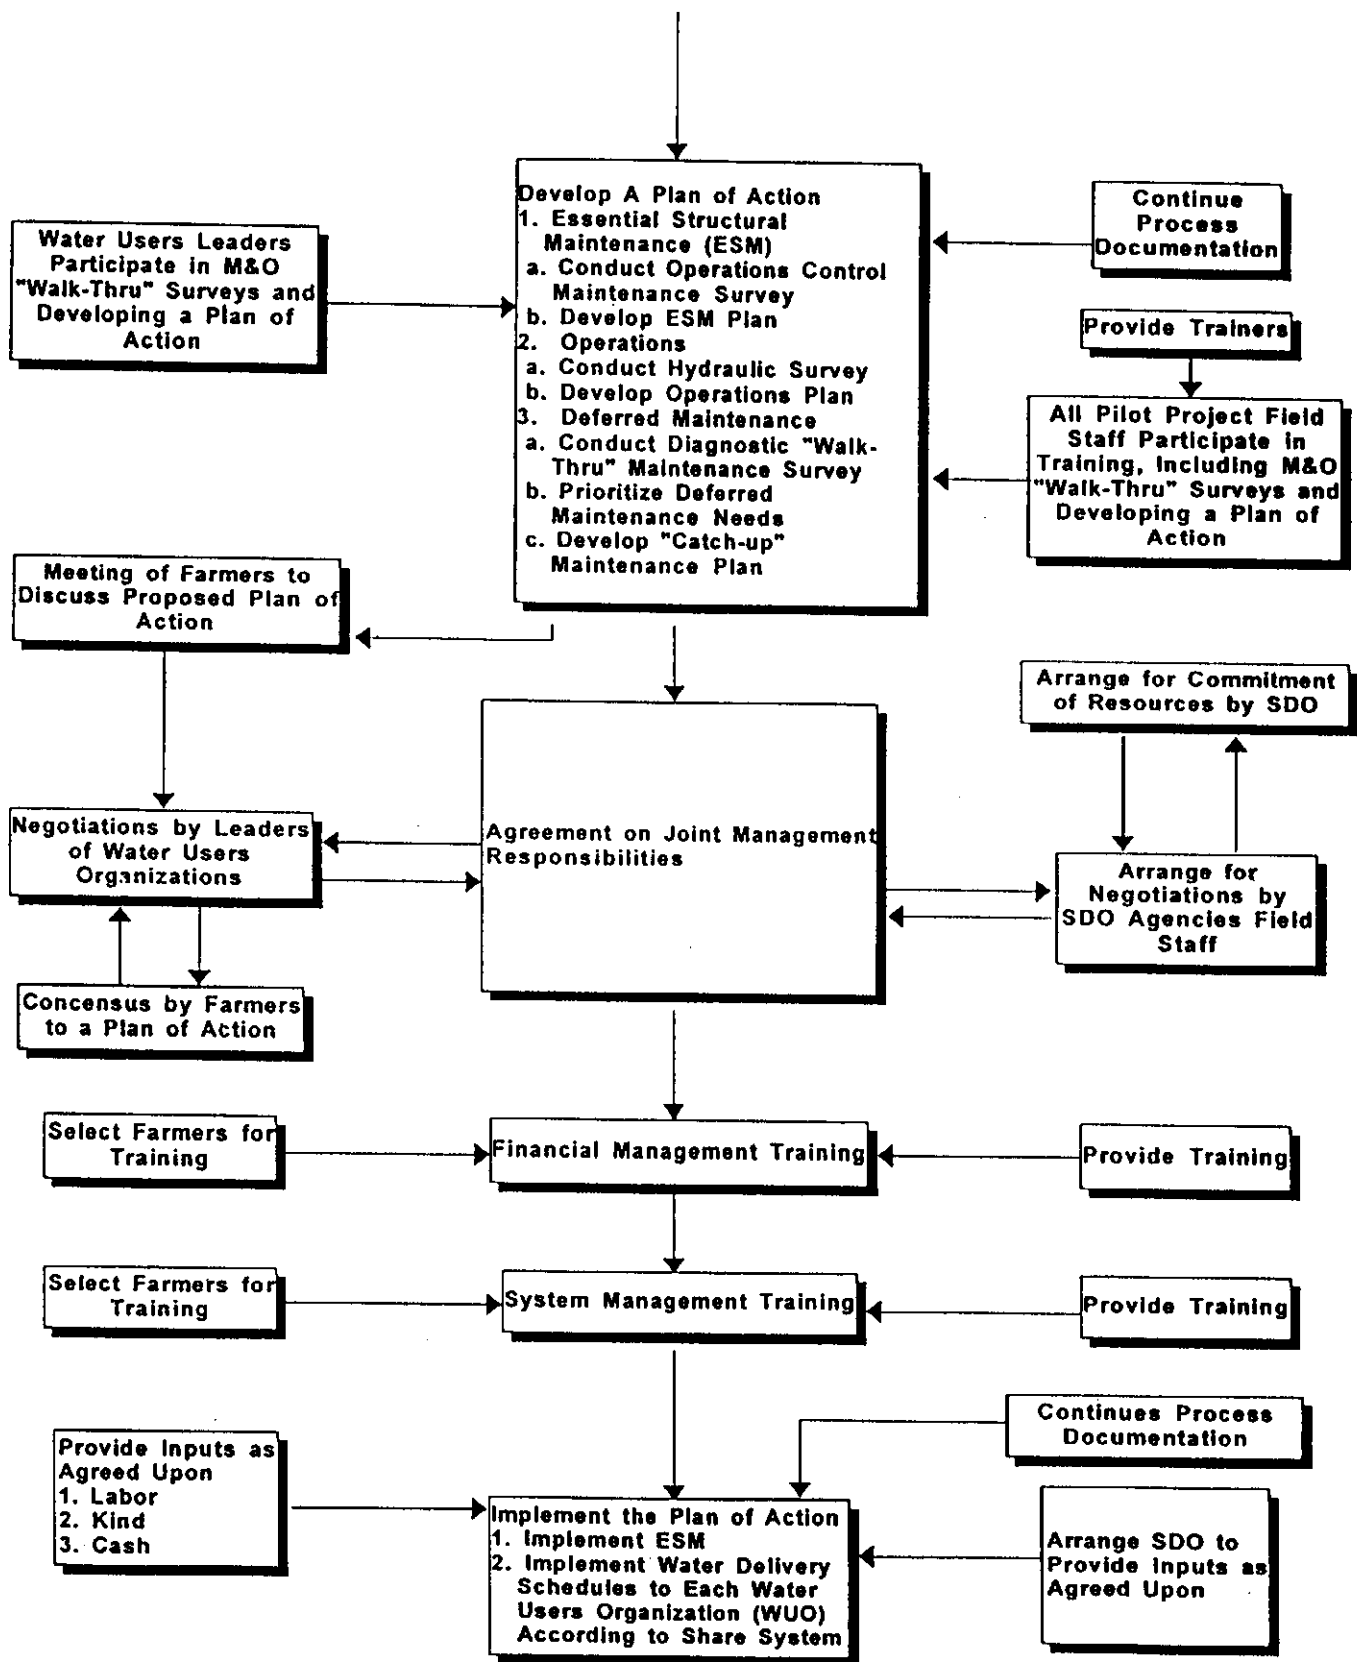 Develop A Plan of Action
1. Essential Structural
Maintenance (ESM)
a. Conduct Operations Control
Maintenance Survey
b. Develop ESM Plan
2. Operations
a. Conduct Hydraulic Survey
b. Develop Operations Plan
3. Deferred Maintenance
a. Conduct Diagnostic "Walk-
Thru" Maintenance Survey
b. Prioritize Deferred
Maintenance Needs
c. Develop "Catch-up"
Maintenance Plan
Water Users Leaders
Participate in M&O
"Walk-Thru" Surveys and
Developing a Plan of
Action
Continue
Process
Documentation
Provide Trainers
All Pilot Project Field
Staff Participate in
Training, Including M&O
"Walk-Thru" Surveys and
Developing a Plan of
Action
Meeting of Farmers to
Discuss Proposed Plan of
Action
Arrange for Commitment
of Resources by SDO
Negotiations by Leaders
of Water Users
Organizations
Agreement on Joint Management
Responsibilities
Arrange for
Negotiations by
SDO Agencies Field
Staff
Concensus by Farmers
to a Plan of Action
Select Farmers for
Training
Financial Management Training
Provide Training
Select Farmers for
Training
System Management Training
Provide Training
Continues Process
Documentation
Provide Inputs as
Agreed Upon
1. Labor
2. Kind
3. Cash
Implement the Plan of Action
1. Implement ESM
2. Implement Water Delivery
Schedules to Each Water
Users Organization (WUO)
According to Share System
Arrange SDO to
Provide Inputs as
Agreed Upon